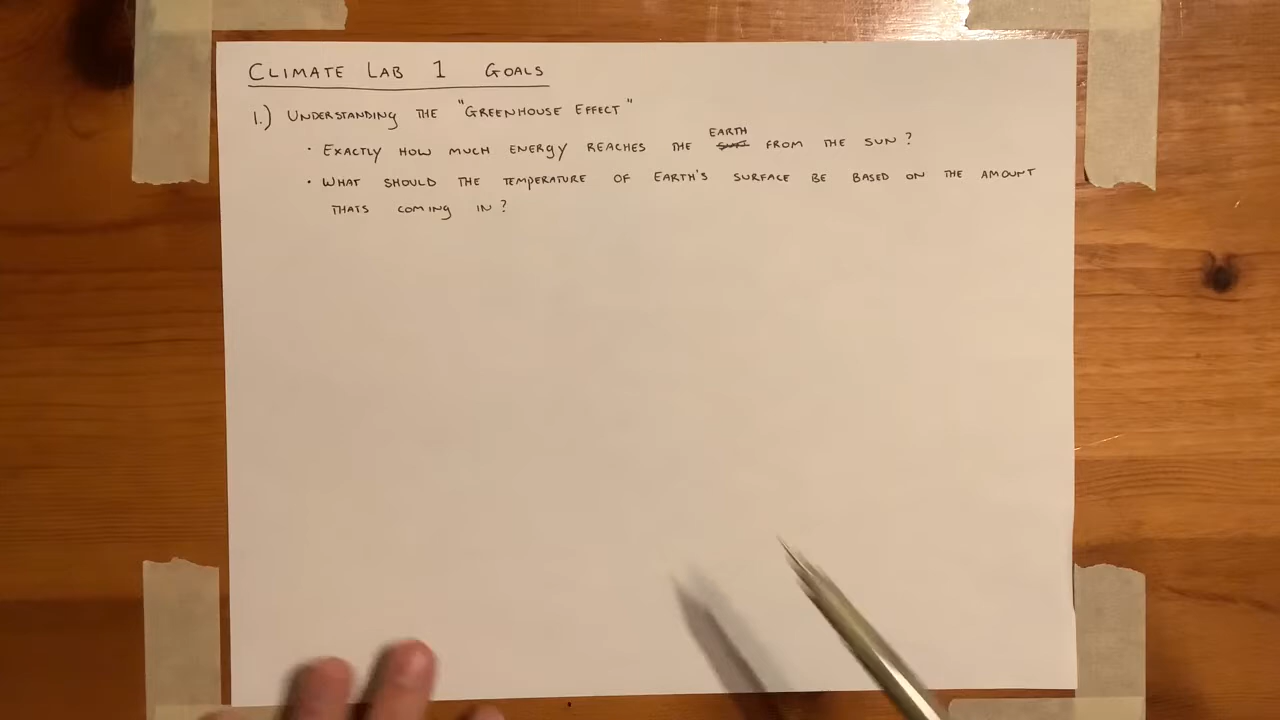 CLIMATE LAB 1 GOALS
1.) UNDERSTANDING THE "GREENHOUSE EFFECT"
· EXACTLY HOW MUCH ENERGY REACHES THE EARTH FROM THE SUN?
· WHAT SHOULD THE TEMPERATURE OF EARTH'S SURFACE BE BASED ON THE AMOUNT
THATS COMING IN?